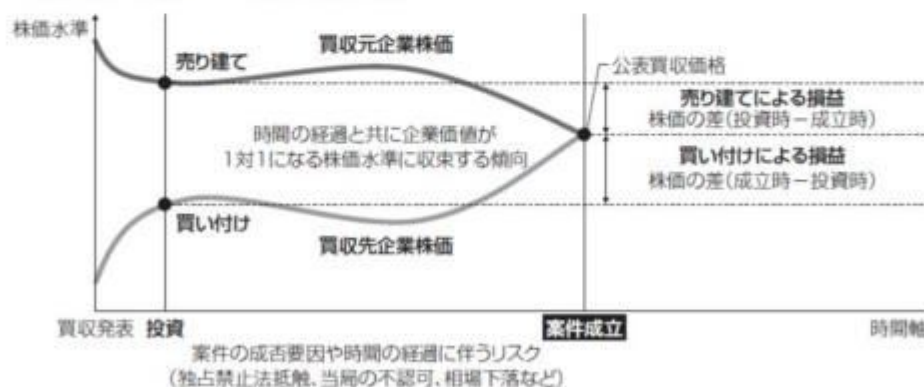 株価水準
売り建て
買収元企業株価
公表買収価格
売り建てによる損益
株価の差(投資時－成立時)
時間の経過と共に企業価値が
1対1になる株価水準に収束する傾向
買い付けによる損益
株価の差(成立時－投資時)
買い付け
買収先企業株価
買収発表 投資 案件成立 時間軸
案件の成否要因や時間の経過に伴うリスク
(独占禁止法抵触、当局の不認可、相場下落など)